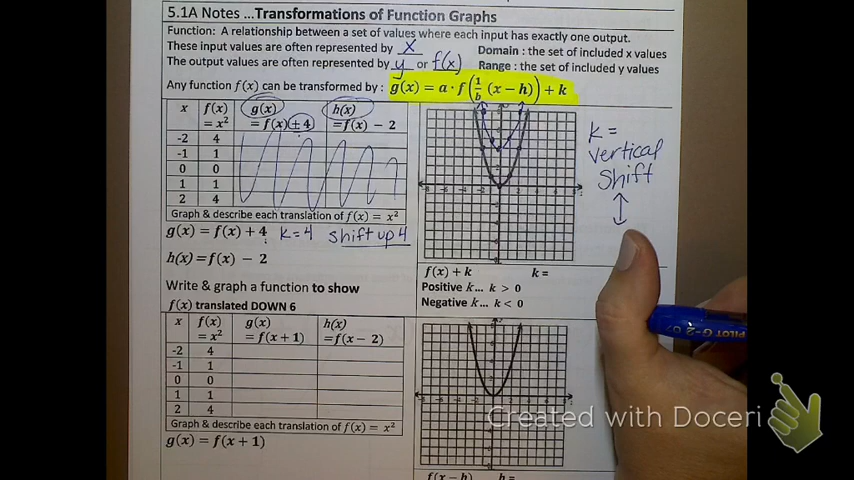 5.1A Notes ...Transformations of Function Graphs
Function: A relationship between a set of values where each input has exactly one output.
These input values are often represented by x
Domain : the set of included x values
The output values are often represented by y or f(x)
Range : the set of included y values
Any function f(x) can be transformed by : g(x) = a · f(1/b (x − h)) + k
x f(x) = x² g(x) = f(x) + 4 h(x) = f(x) − 2
-2 4
-1 1
0 0
1 1
2 4
Graph & describe each translation of f(x) = x²
g(x) = f(x) + 4 k=4 shift up 4
h(x) = f(x) − 2
k =
vertical
shift
f(x) + k k =
Positive k... k > 0
Negative k... k < 0
Write & graph a function to show
f(x) translated DOWN 6
x f(x) = x² g(x) = f(x + 1) h(x) = f(x − 2)
-2 4
-1 1
0 0
1 1
2 4
Graph & describe each translation of f(x) = x²
g(x) = f(x + 1)
f(x − h) h =
PILOT G-2 07
Created with Doceri